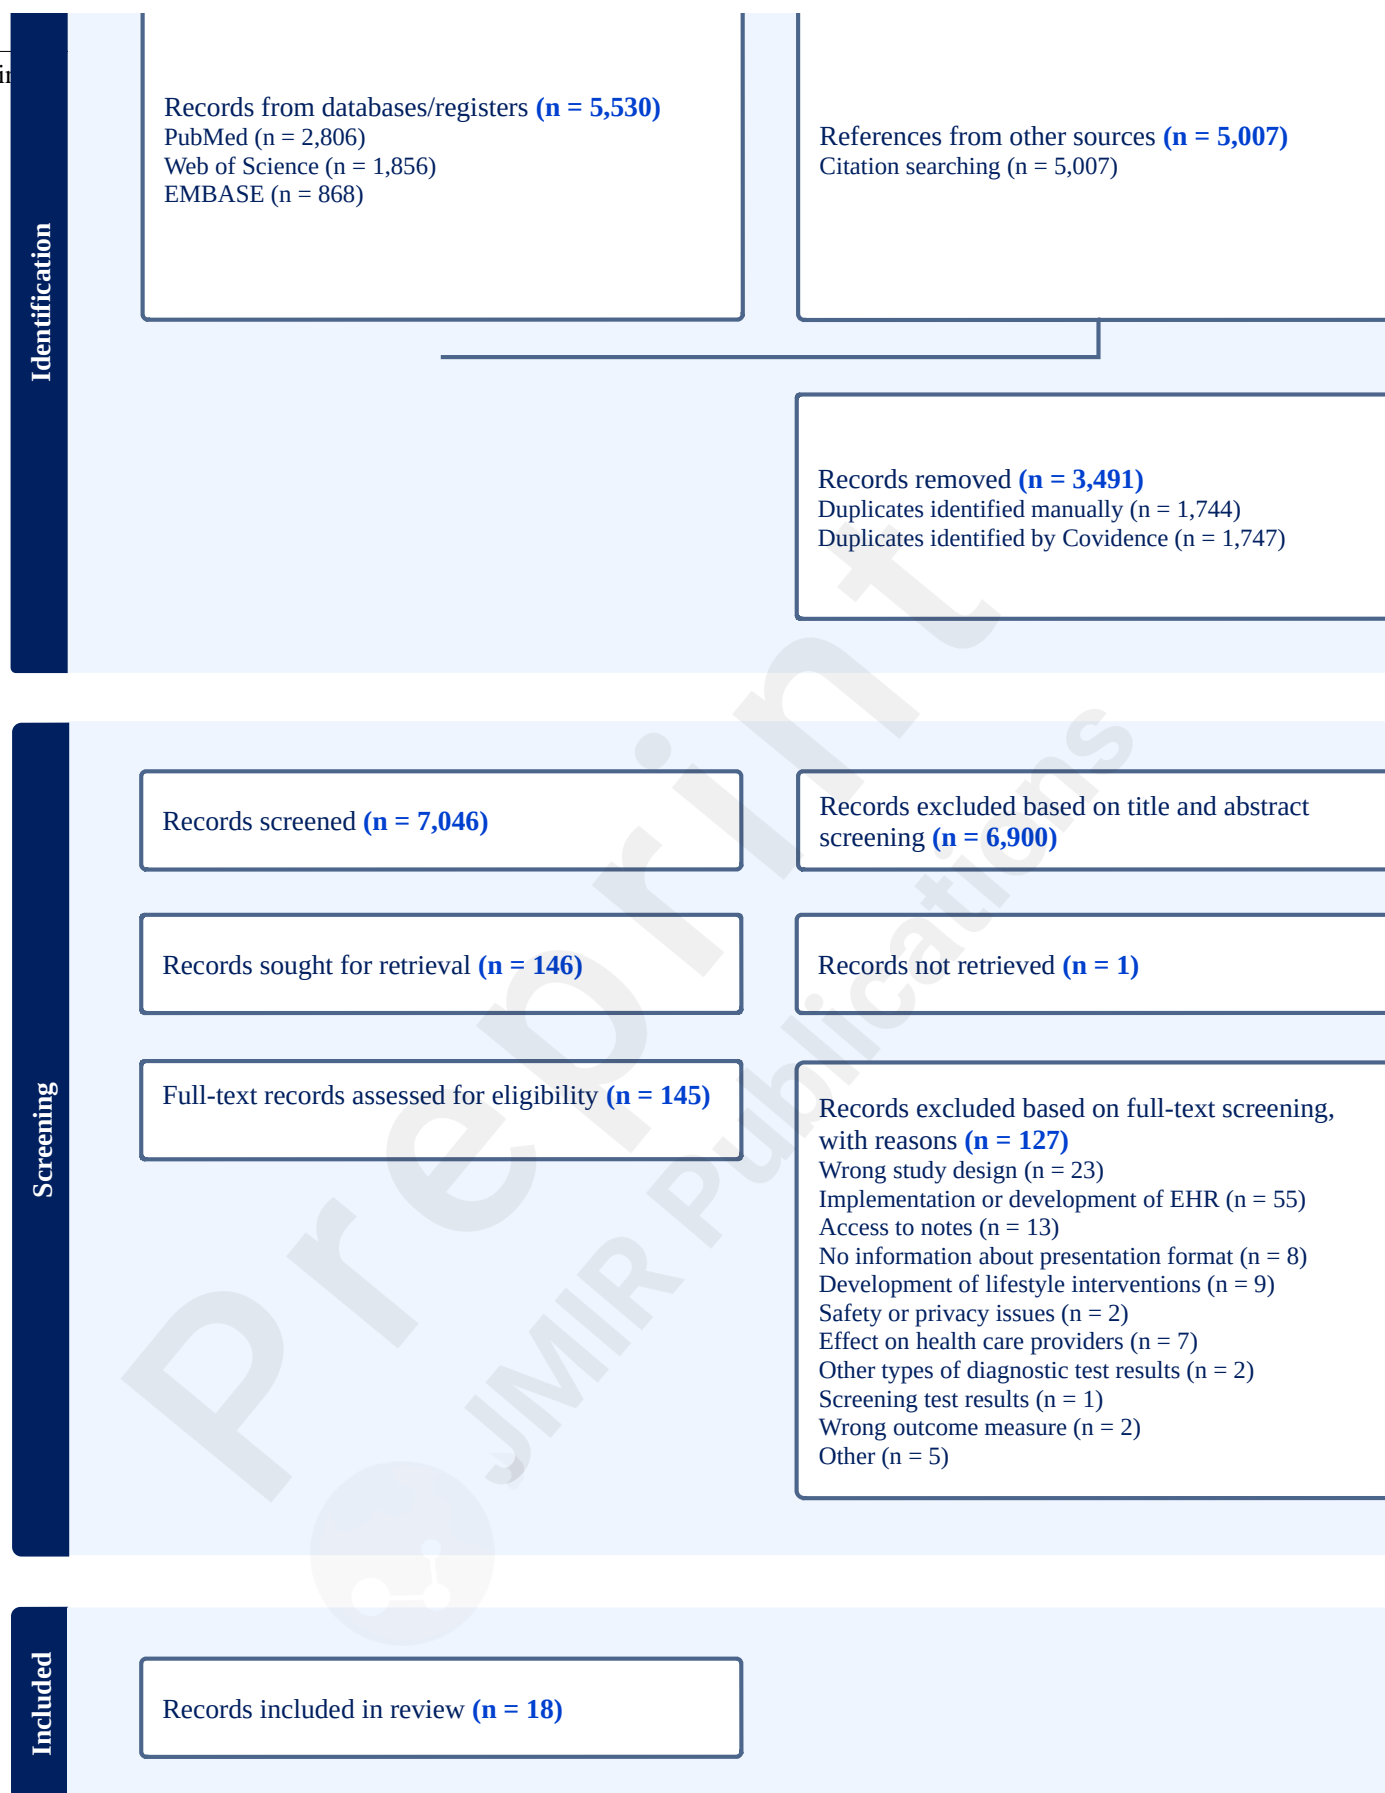 Identification
Records from databases/registers (n = 5,530)
PubMed (n = 2,806)
Web of Science (n = 1,856)
EMBASE (n = 868)
References from other sources (n = 5,007)
Citation searching (n = 5,007)
Records removed (n = 3,491)
Duplicates identified manually (n = 1,744)
Duplicates identified by Covidence (n = 1,747)
Screening
Records screened (n = 7,046)
Records excluded based on title and abstract
screening (n = 6,900)
Records sought for retrieval (n = 146)
Records not retrieved (n = 1)
Full-text records assessed for eligibility (n = 145)
Records excluded based on full-text screening,
with reasons (n = 127)
Wrong study design (n = 23)
Implementation or development of EHR (n = 55)
Access to notes (n = 13)
No information about presentation format (n = 8)
Development of lifestyle interventions (n = 9)
Safety or privacy issues (n = 2)
Effect on health care providers (n = 7)
Other types of diagnostic test results (n = 2)
Screening test results (n = 1)
Wrong outcome measure (n = 2)
Other (n = 5)
Included
Records included in review (n = 18)
Preprint
JMIR Publications